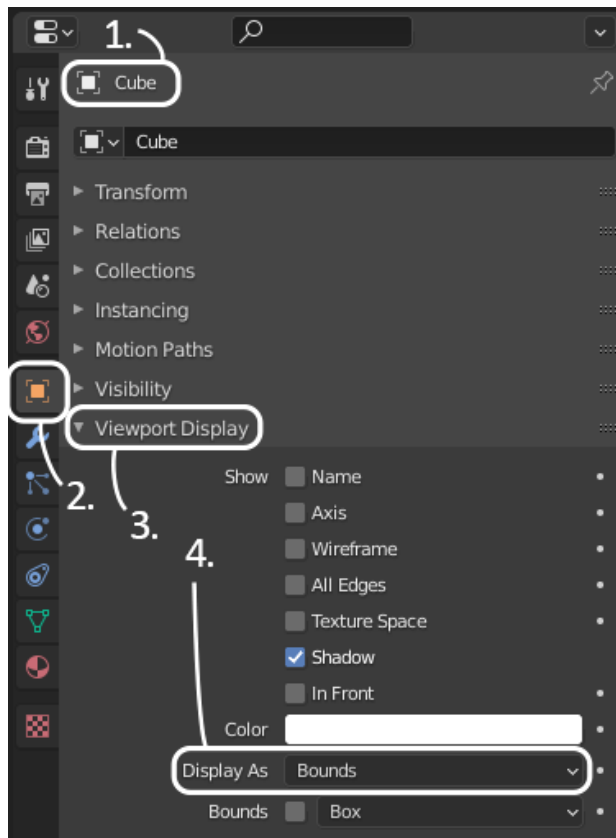 1.
Cube
Cube
Transform
Relations
Collections
Instancing
Motion Paths
Visibility
Viewport Display
2.
3.
Show Name
Axis
4.
Wireframe
All Edges
Texture Space
Shadow
In Front
Color
Display As Bounds
Bounds Box